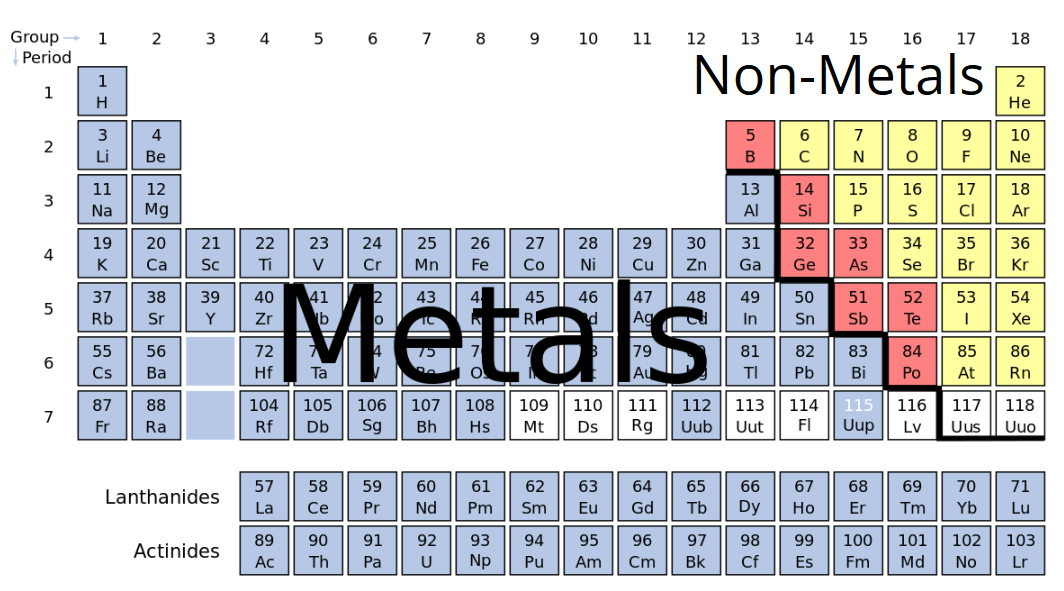 Group 1 2 3 4 5 6 7 8 9 10 11 12 13 14 15 16 17 18
Period
Non-Metals
1 1 2
H He
2 3 4 5 6 7 8 9 10
Li Be B C N O F Ne
3 11 12 13 14 15 16 17 18
Na Mg Al Si P S Cl Ar
4 19 20 21 22 23 24 25 26 27 28 29 30 31 32 33 34 35 36
K Ca Sc Ti V Cr Mn Fe Co Ni Cu Zn Ga Ge As Se Br Kr
Metals
5 37 38 39 40 41 43 45 46 47 48 49 50 51 52 53 54
Rb Sr Y Zr Rh Ag Cd In Sn Sb Te I Xe
6 55 56 72 75 79 81 82 83 84 85 86
Cs Ba Hf Ta Au Tl Pb Bi Po At Rn
7 87 88 104 105 106 107 108 109 110 111 112 113 114 115 116 117 118
Fr Ra Rf Db Sg Bh Hs Mt Ds Rg Uub Uut Fl Uup Lv Uus Uuo
Lanthanides 57 58 59 60 61 62 63 64 65 66 67 68 69 70 71
La Ce Pr Nd Pm Sm Eu Gd Tb Dy Ho Er Tm Yb Lu
Actinides 89 90 91 92 93 94 95 96 97 98 99 100 101 102 103
Ac Th Pa U Np Pu Am Cm Bk Cf Es Fm Md No Lr